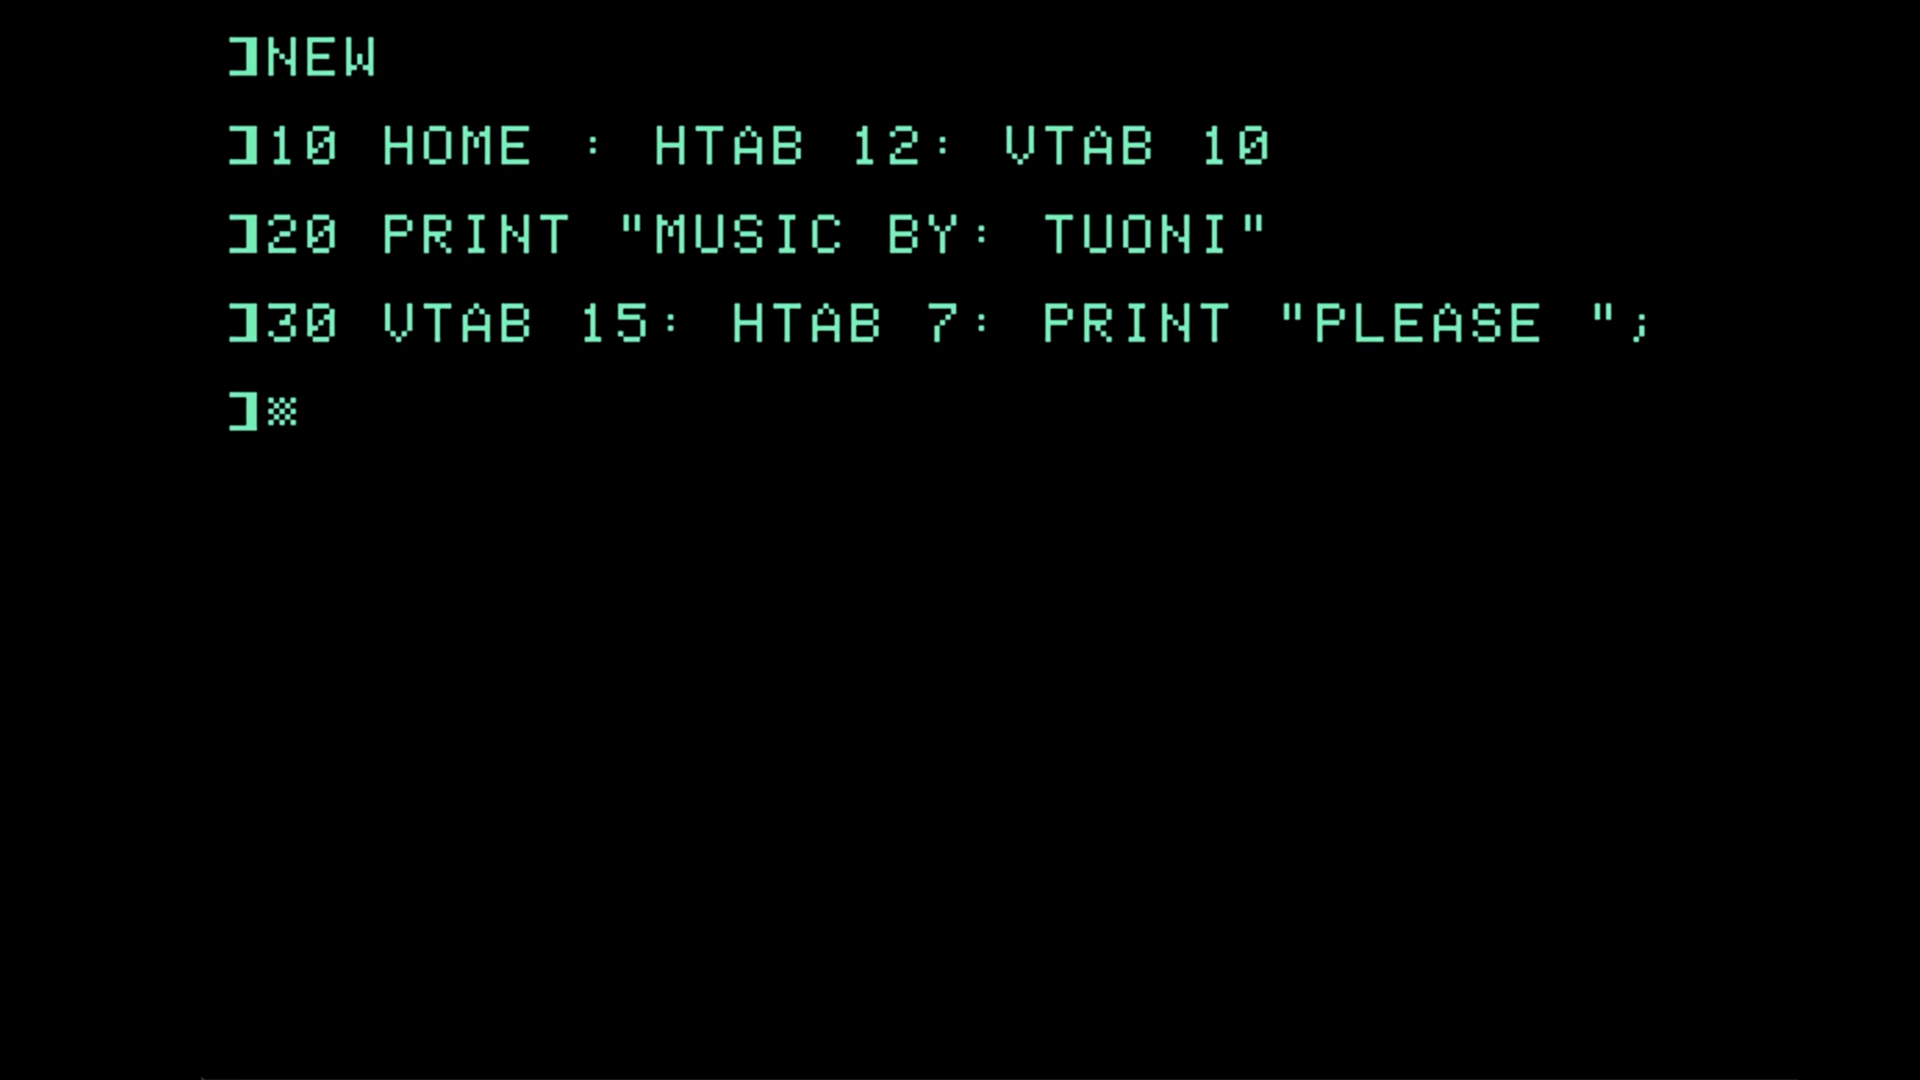 ]NEW
]10 HOME : HTAB 12: VTAB 10
]20 PRINT "MUSIC BY: TUONI"
]30 VTAB 15: HTAB 7: PRINT "PLEASE ";
]